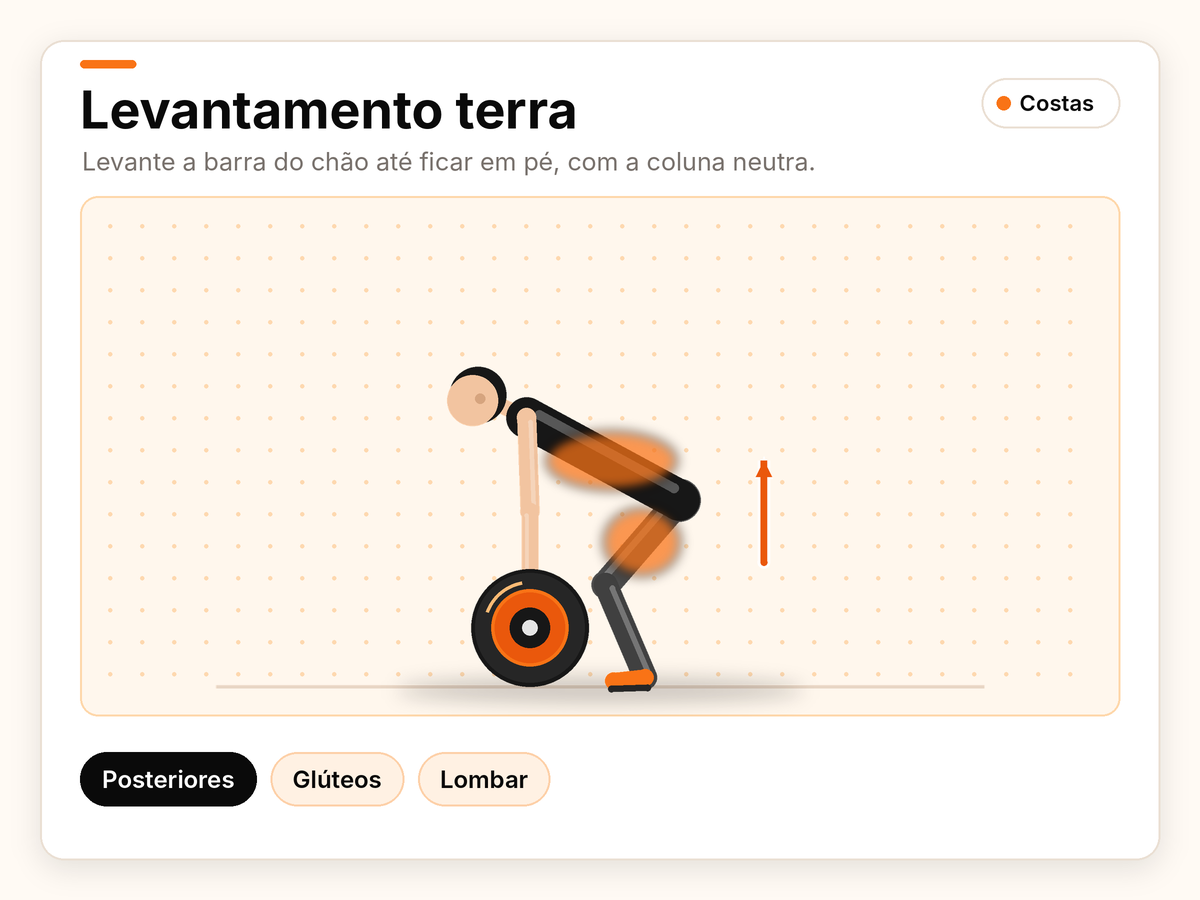 Levantamento terra
Costas
Levante a barra do chão até ficar em pé, com a coluna neutra.
Posteriores
Glúteos
Lombar